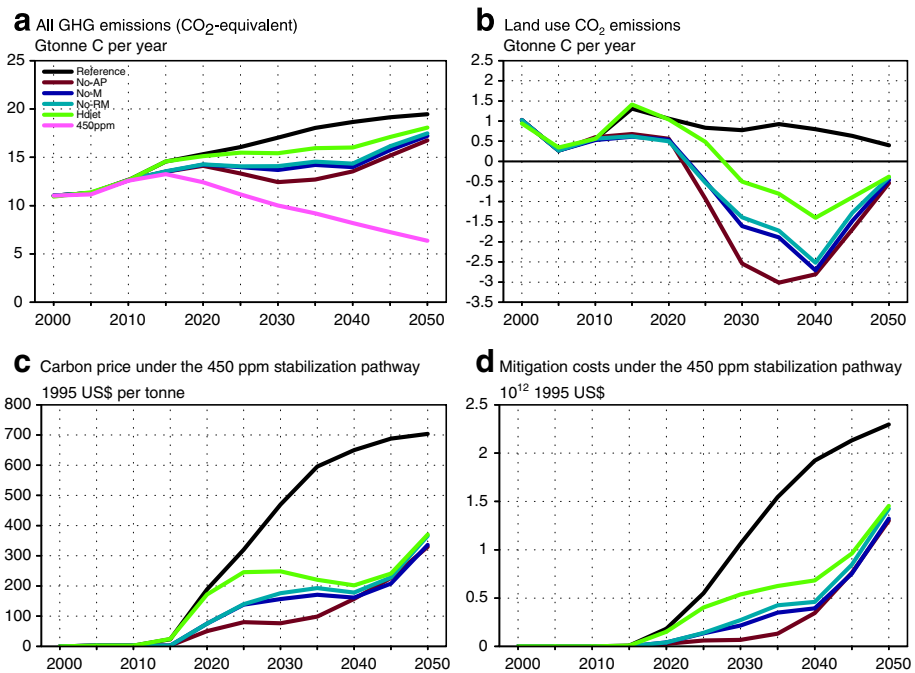 a All GHG emissions (CO2-equivalent)
Gtonne C per year
25
20
15
10
5
0
Reference
No-AP
No-M
No-RM
Hdjet
450ppm
2000 2010 2020 2030 2040 2050
b Land use CO2 emissions
Gtonne C per year
2.5
2
1.5
1
0.5
0
-0.5
-1
-1.5
-2
-2.5
-3
-3.5
2000 2010 2020 2030 2040 2050
c Carbon price under the 450 ppm stabilization pathway
1995 US$ per tonne
800
700
600
500
400
300
200
100
0
2000 2010 2020 2030 2040 2050
d Mitigation costs under the 450 ppm stabilization pathway
10^12 1995 US$
2.5
2
1.5
1
0.5
0
2000 2010 2020 2030 2040 2050